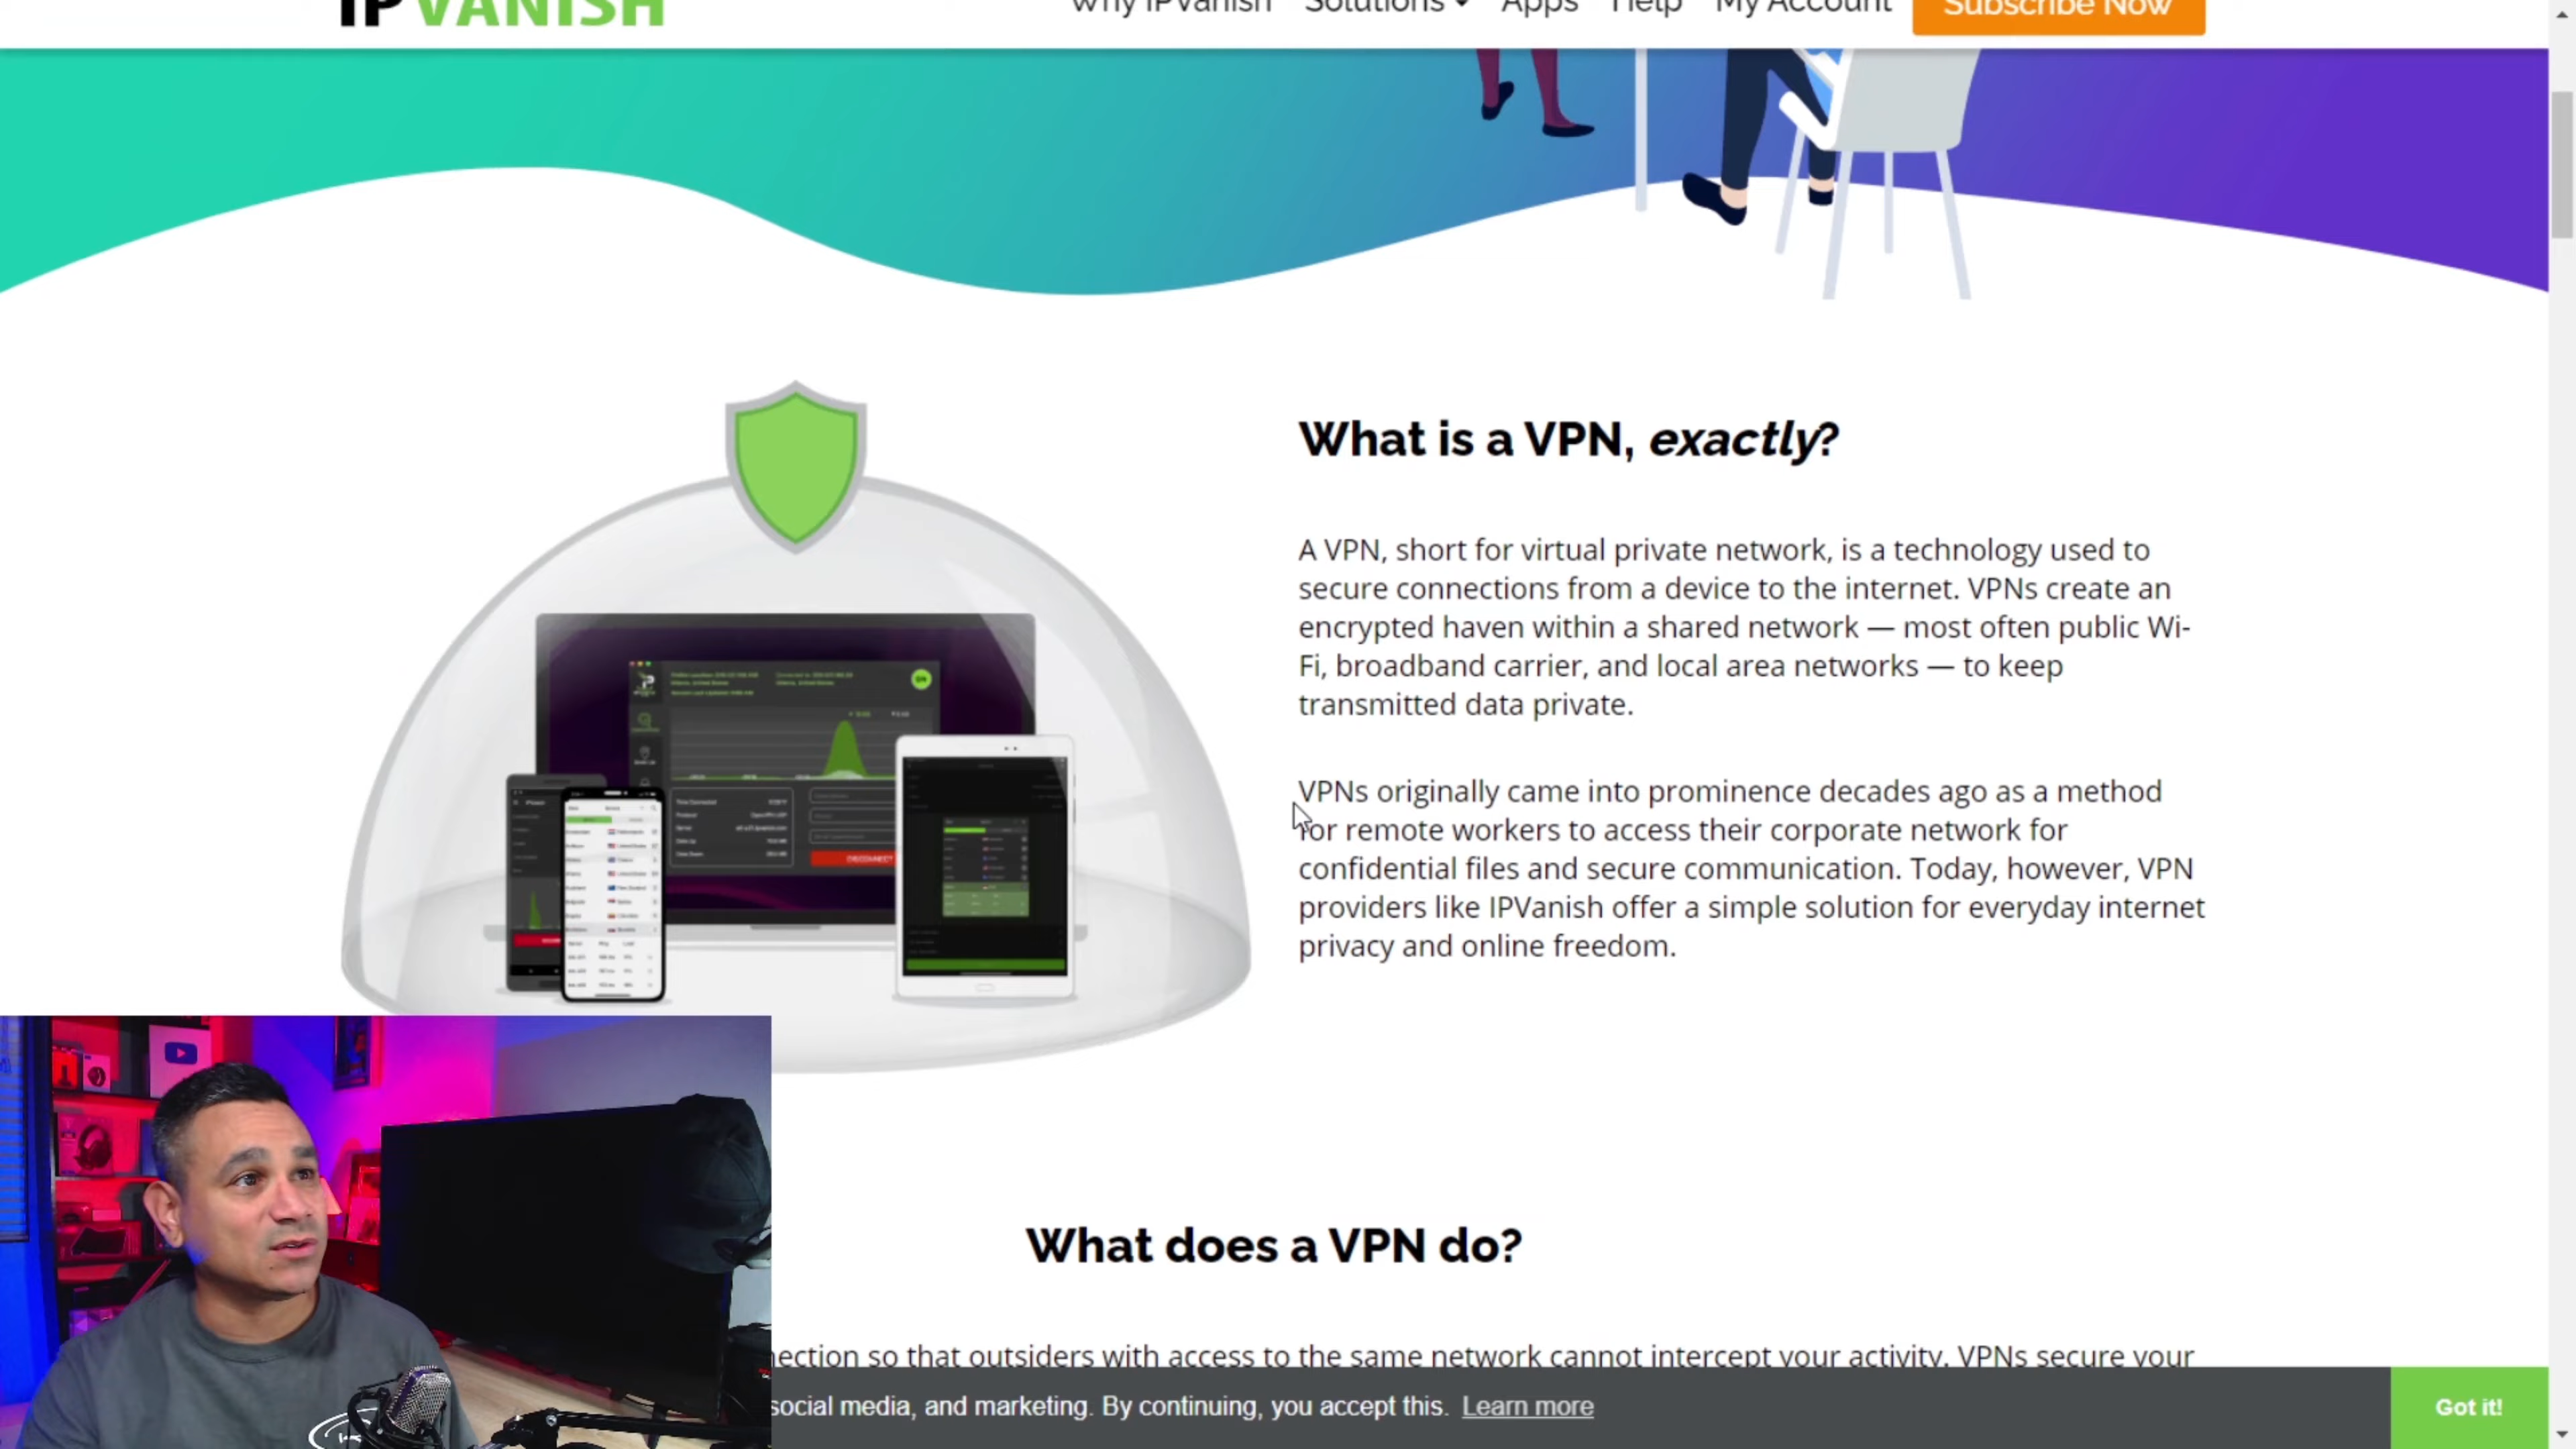 IPVANISH
Why IPVanish Solutions Apps Help My Account Subscribe Now
What is a VPN, exactly?
A VPN, short for virtual private network, is a technology used to
secure connections from a device to the internet. VPNs create an
encrypted haven within a shared network — most often public Wi-
Fi, broadband carrier, and local area networks — to keep
transmitted data private.
VPNs originally came into prominence decades ago as a method
for remote workers to access their corporate network for
confidential files and secure communication. Today, however, VPN
providers like IPVanish offer a simple solution for everyday internet
privacy and online freedom.
DISCONNECT
What does a VPN do?
nection so that outsiders with access to the same network cannot intercept your activity. VPNs secure your
social media, and marketing. By continuing, you accept this. Learn more
Got it!